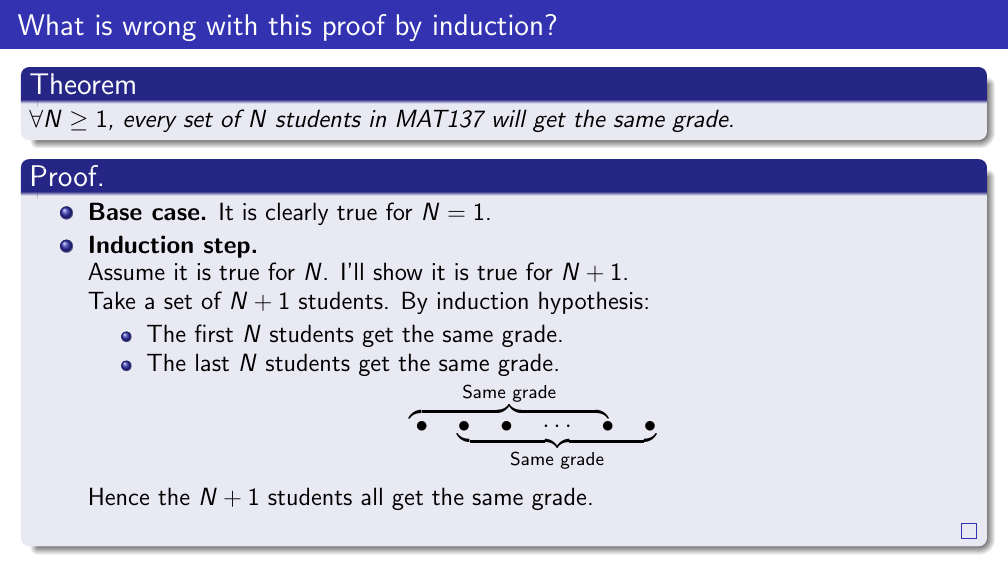 What is wrong with this proof by induction?
Theorem
∀N ≥ 1, every set of N students in MAT137 will get the same grade.
Proof.
Base case. It is clearly true for N = 1.
Induction step.
Assume it is true for N. I'll show it is true for N + 1.
Take a set of N + 1 students. By induction hypothesis:
The first N students get the same grade.
The last N students get the same grade.
Same grade
· · ·
Same grade
Hence the N + 1 students all get the same grade.